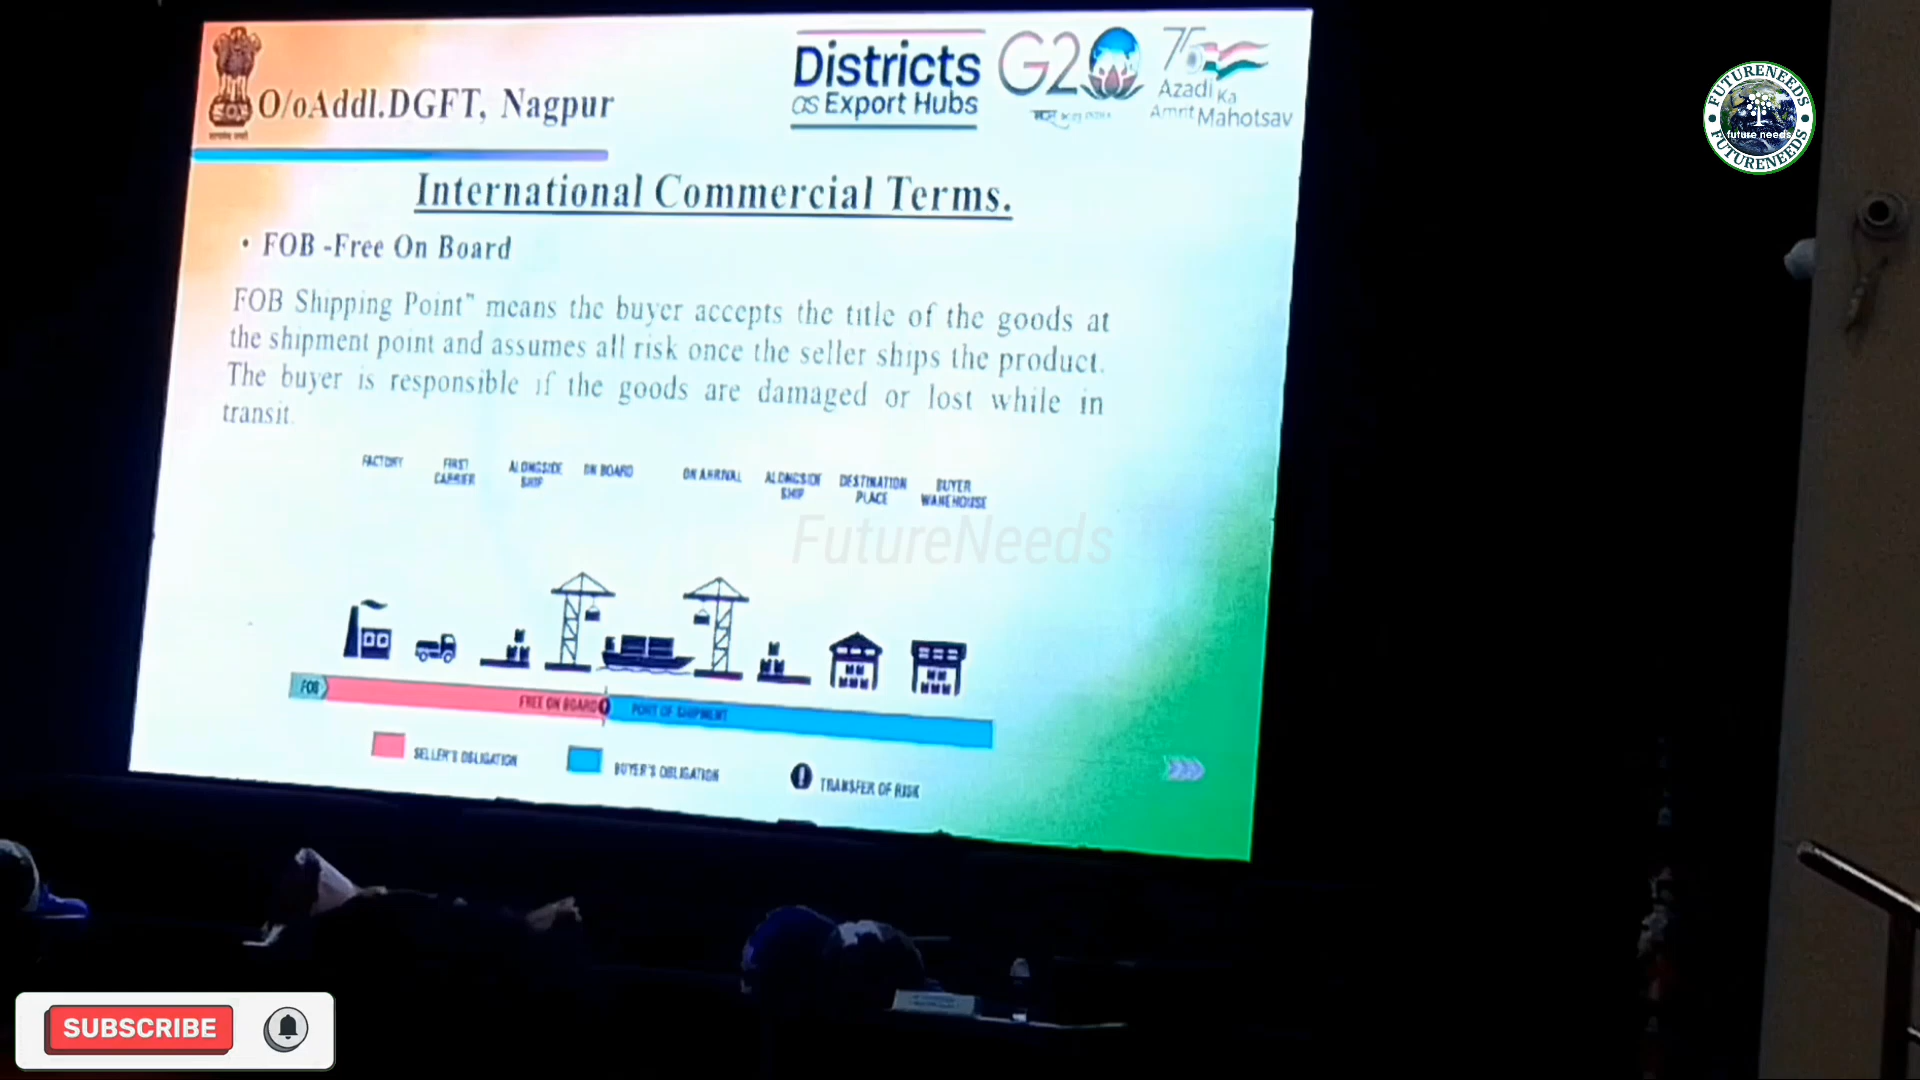 O/oAddl.DGFT, Nagpur
Districts
as Export Hubs
G20
75
Azadi Ka
Amrit Mahotsav
FUTURENEEDS
future needs
FUTURENEEDS
International Commercial Terms.
• FOB -Free On Board
FOB Shipping Point" means the buyer accepts the title of the goods at
the shipment point and assumes all risk once the seller ships the product.
The buyer is responsible if the goods are damaged or lost while in
transit.
FACTORY
FIRST
CARRIER
ALONGSIDE
SHIP
ON BOARD
ON ARRIVAL
ALONGSIDE
SHIP
DESTINATION
PLACE
BUYER
WAREHOUSE
FutureNeeds
FOB
FREE ON BOARD
PORT OF SHIPMENT
SELLER'S OBLIGATION
BUYER'S OBLIGATION
TRANSFER OF RISK
SUBSCRIBE